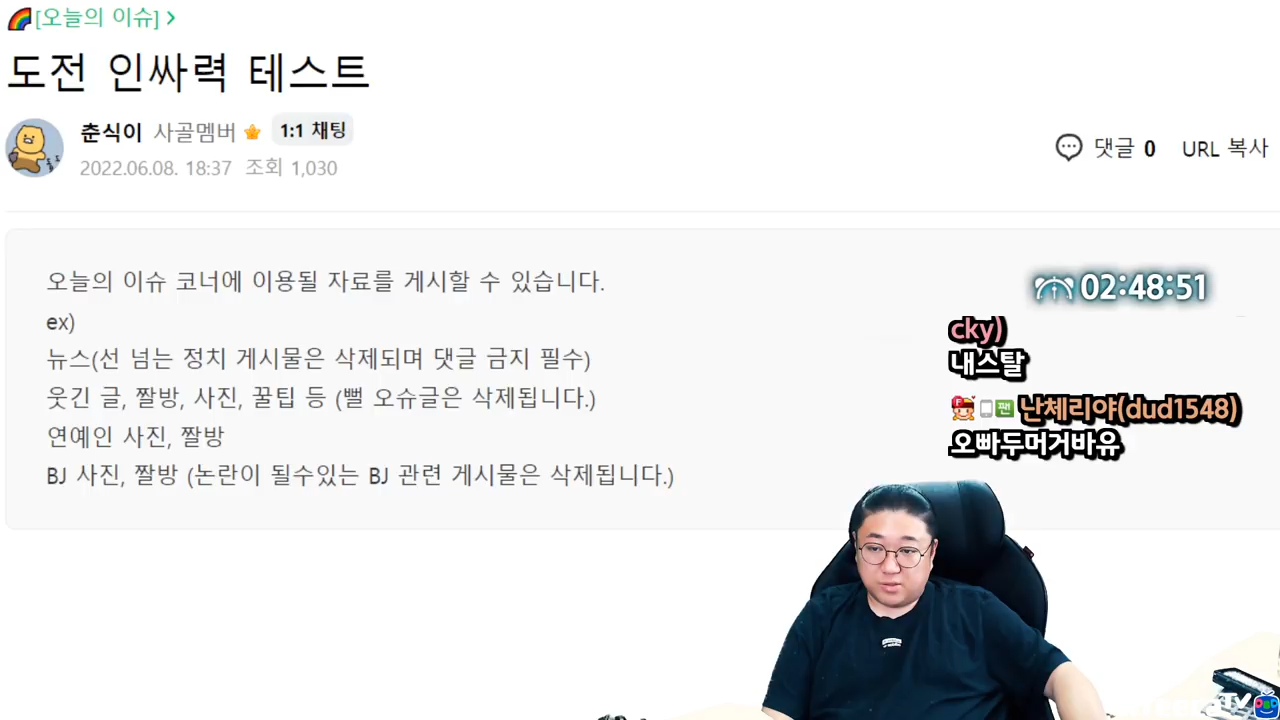 [오늘의 이슈] >
도전 인싸력 테스트
춘식이 사골멤버 1:1 채팅
2022.06.08. 18:37 조회 1,030
댓글 0 URL 복사
오늘의 이슈 코너에 이용될 자료를 게시할 수 있습니다.
ex)
뉴스(선 넘는 정치 게시물은 삭제되며 댓글 금지 필수)
웃긴 글, 짤방, 사진, 꿀팁 등 (뻘 오슈글은 삭제됩니다.)
연예인 사진, 짤방
BJ 사진, 짤방 (논란이 될수있는 BJ 관련 게시물은 삭제됩니다.)
02:48:51
cky)
내스탈
F 팬 난체리야(dud1548)
오빠두머거바유
TV